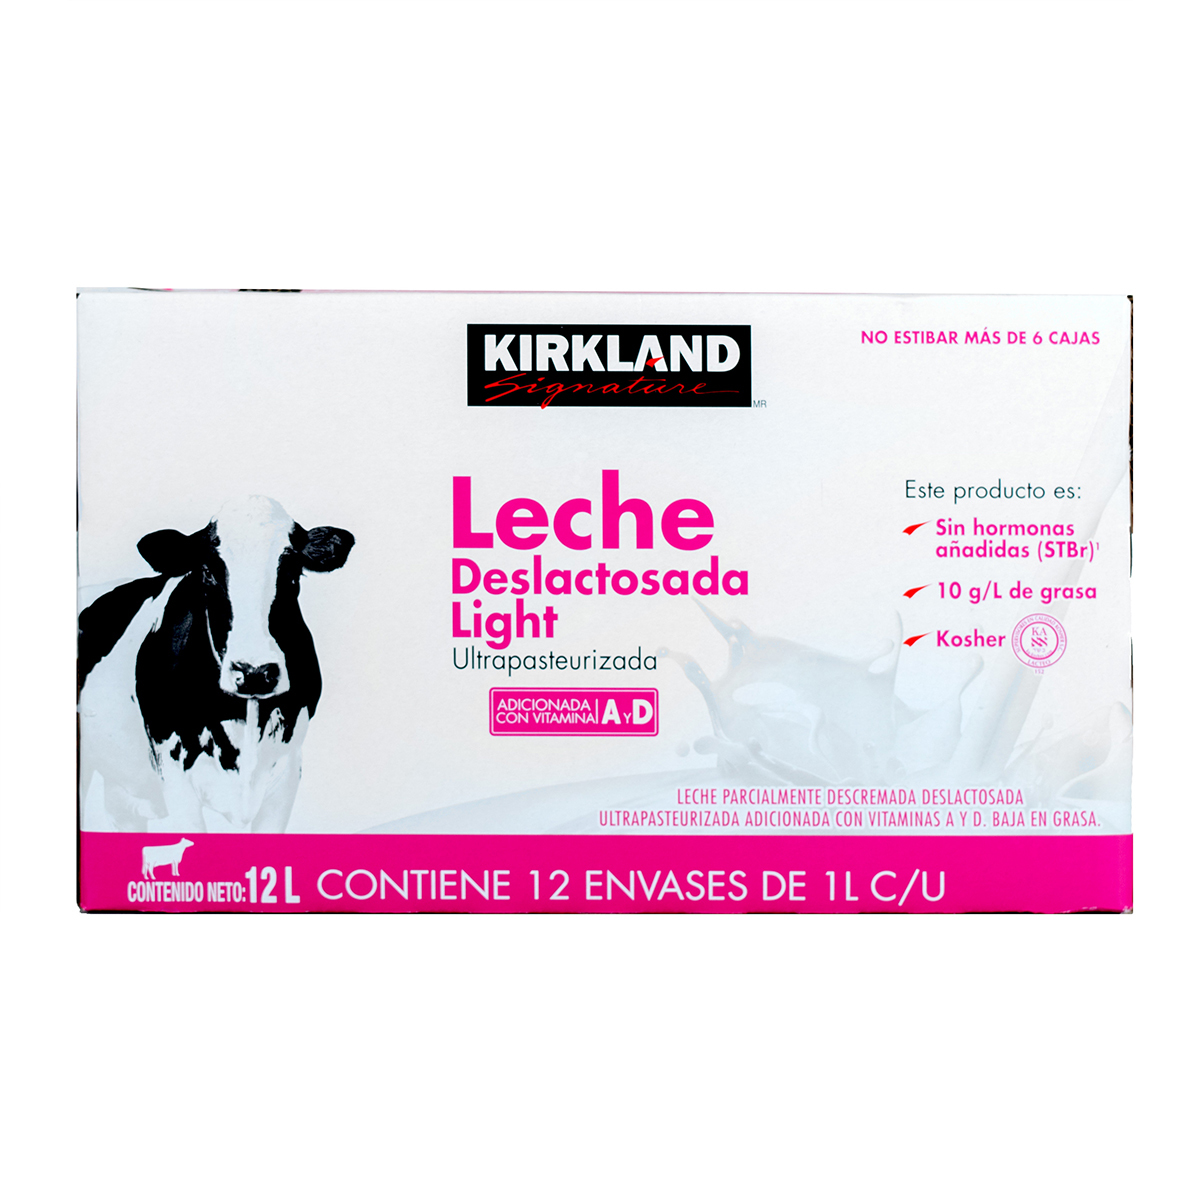 KIRKLAND
Signature
MR
NO ESTIBAR MÁS DE 6 CAJAS
Leche
Deslactosada
Light
Ultrapasteurizada
ADICIONADA
CON VITAMINA A Y D
Este producto es:
Sin hormonas
añadidas (STBr)¹
10 g/L de grasa
Kosher
KA
LECHE PARCIALMENTE DESCREMADA DESLACTOSADA
ULTRAPASTEURIZADA ADICIONADA CON VITAMINAS A Y D. BAJA EN GRASA.
CONTENIDO NETO: 12 L CONTIENE 12 ENVASES DE 1L C/U